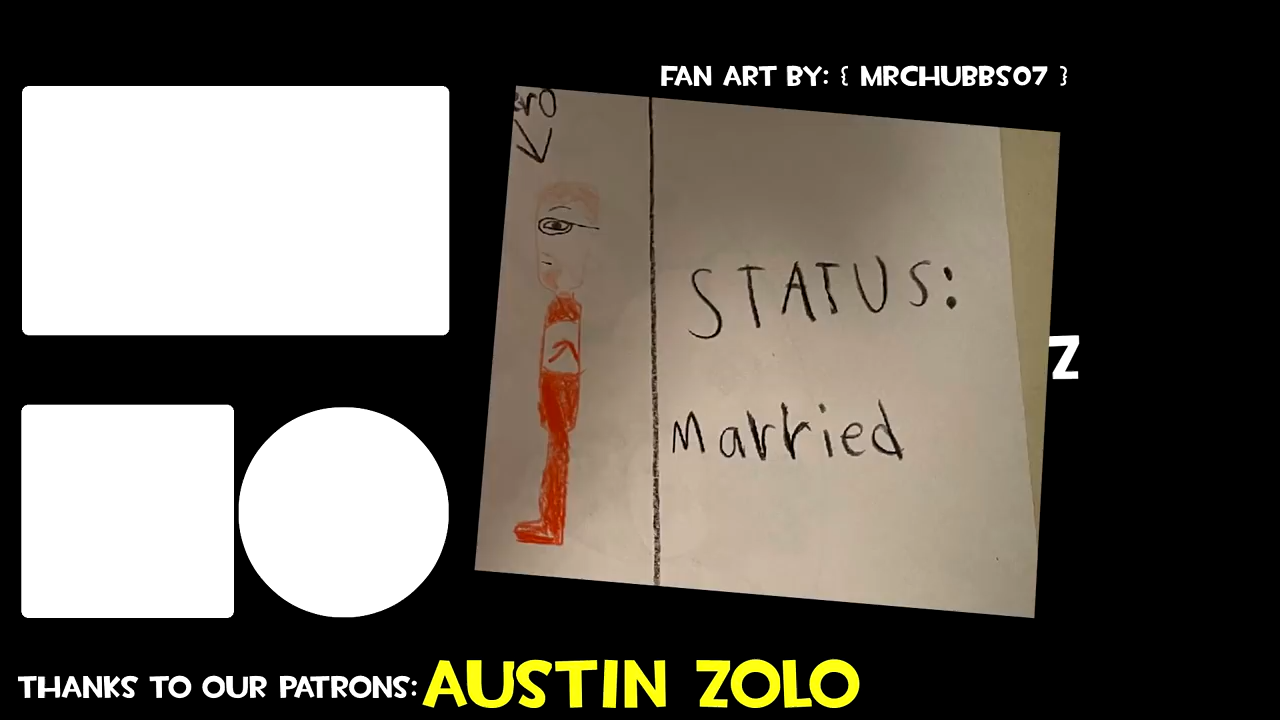 FAN ART BY: { MRCHUBBS07 }
STATUS:
Married
Z
THANKS TO OUR PATRONS: AUSTIN ZOLO